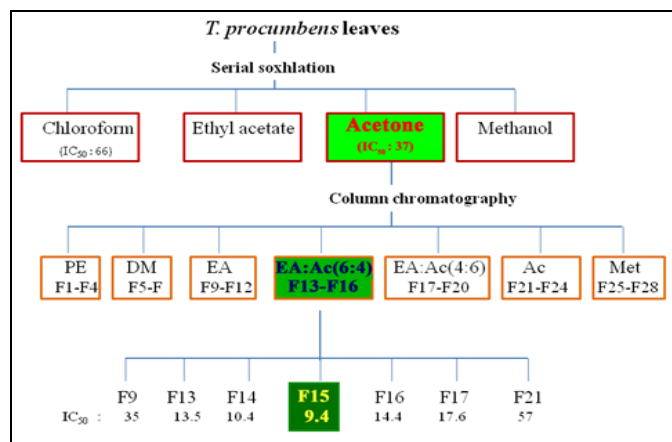 T. procumbens leaves
Serial soxhlation
Chloroform
(IC50 : 66)
Ethyl acetate
Acetone
(IC50 : 37)
Methanol
Column chromatography
PE
F1-F4
DM
F5-F
EA
F9-F12
EA:Ac(6:4)
F13-F16
EA:Ac(4:6)
F17-F20
Ac
F21-F24
Met
F25-F28
F9 F13 F14 F15 F16 F17 F21
IC50 : 35 13.5 10.4 9.4 14.4 17.6 57